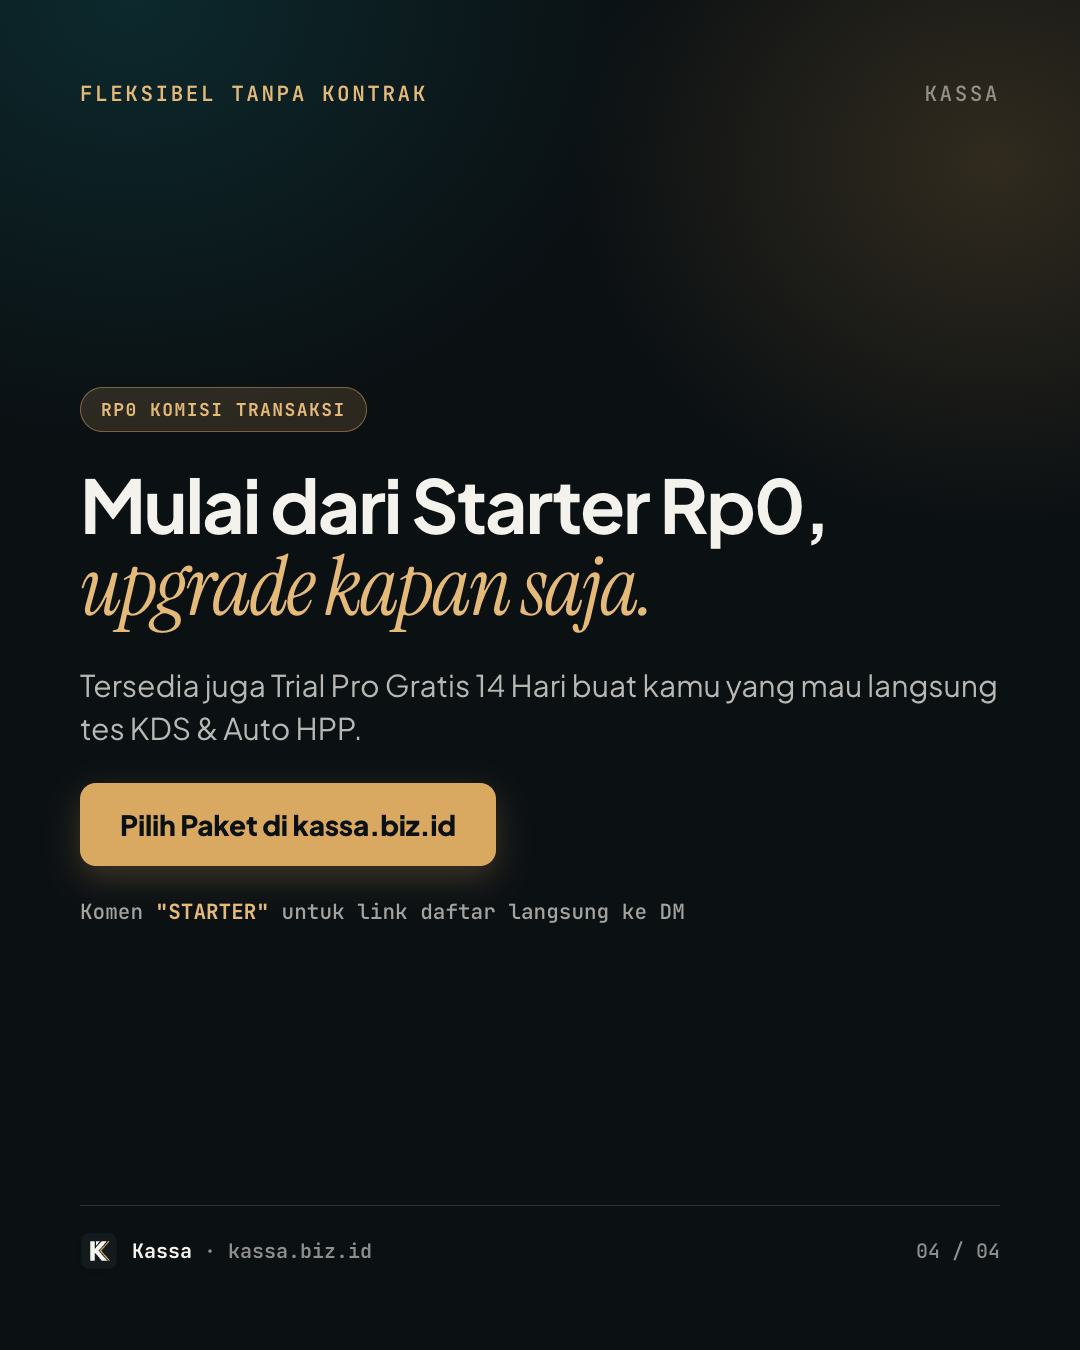 FLEKSIBEL TANPA KONTRAK
KASSA
RP0 KOMISI TRANSAKSI
Mulai dari Starter Rp0,
upgrade kapan saja.
Tersedia juga Trial Pro Gratis 14 Hari buat kamu yang mau langsung
tes KDS & Auto HPP.
Pilih Paket di kassa.biz.id
Komen "STARTER" untuk link daftar langsung ke DM
K Kassa · kassa.biz.id
04 / 04